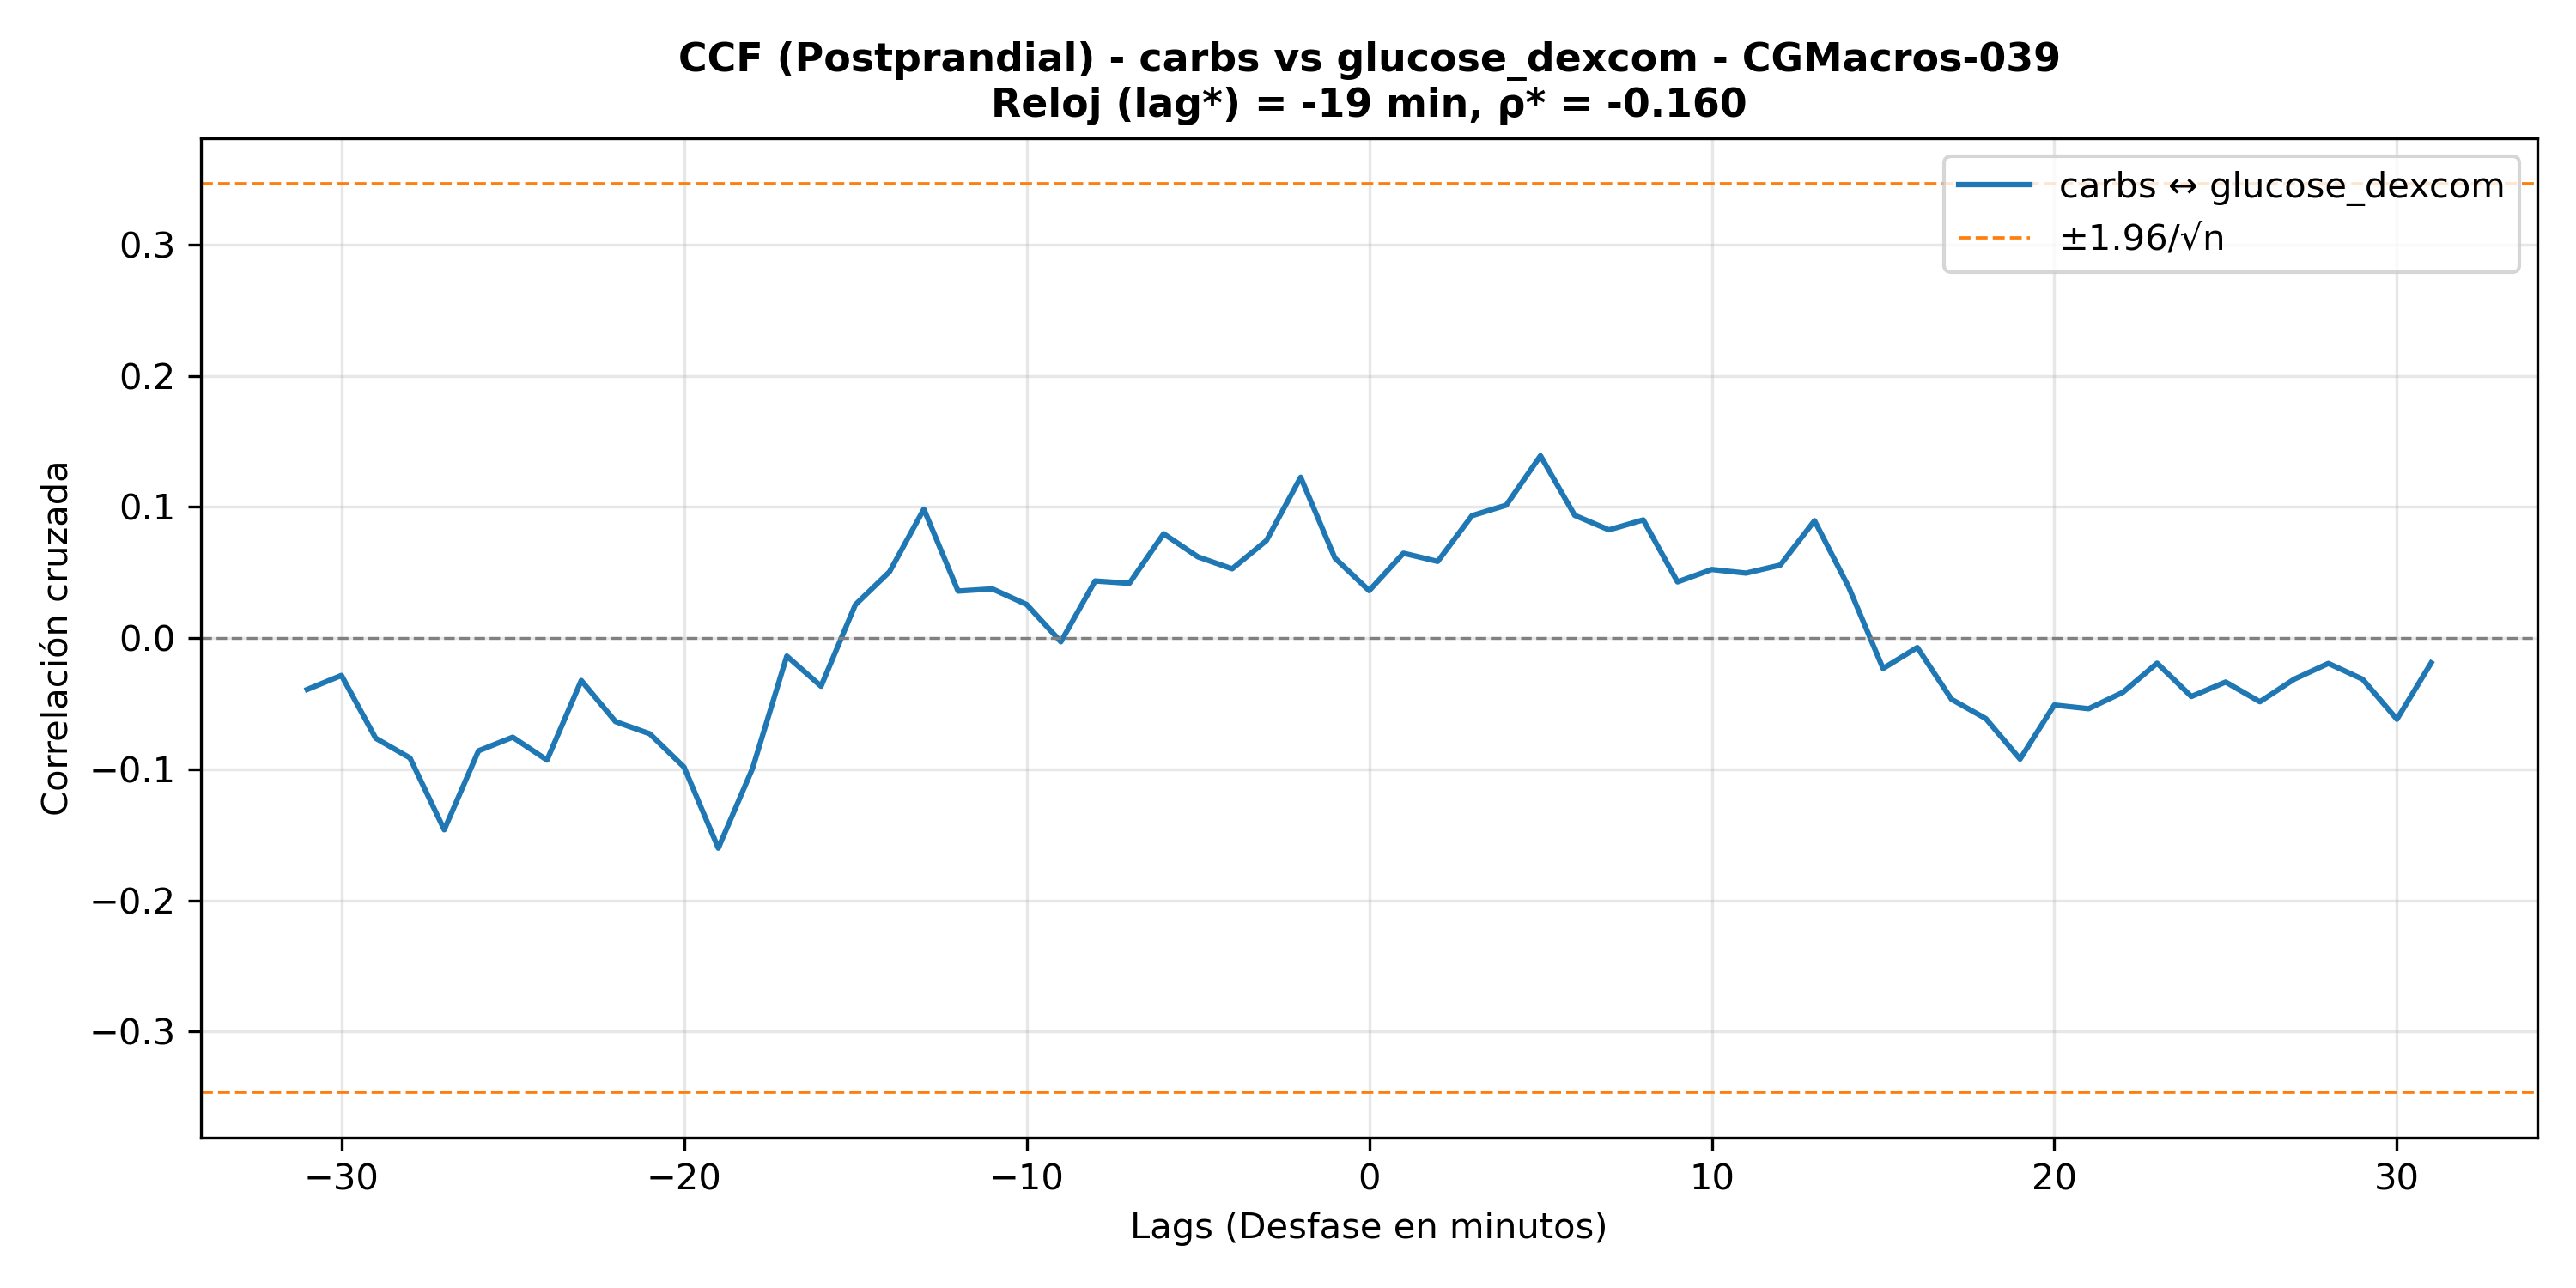 CCF (Postprandial) - carbs vs glucose_dexcom - CGMacros-039
Reloj (lag*) = -19 min, ρ* = -0.160
carbs ↔ glucose_dexcom
±1.96/√n
Correlación cruzada
0.3
0.2
0.1
0.0
−0.1
−0.2
−0.3
−30
−20
−10
0
10
20
30
Lags (Desfase en minutos)